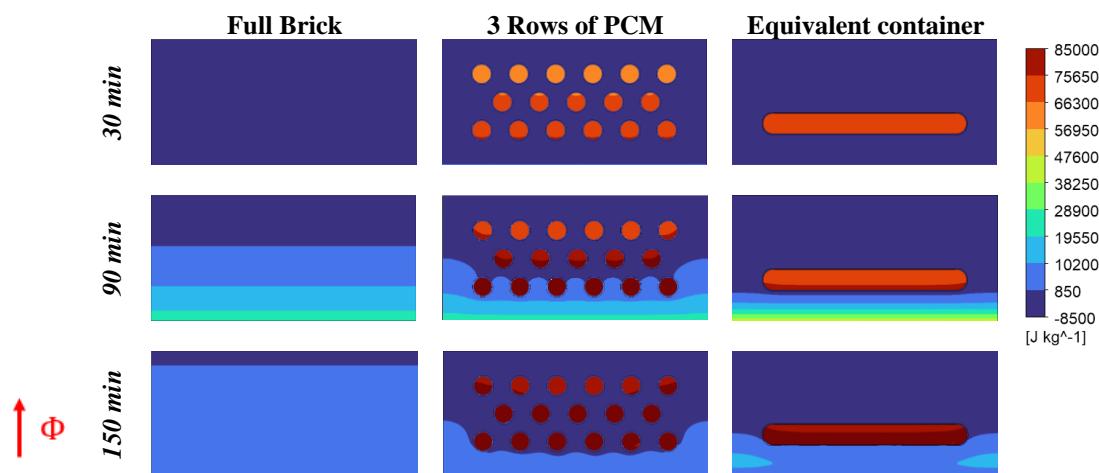 Full Brick
3 Rows of PCM
Equivalent container
30 min
90 min
150 min
Φ
85000
75650
66300
56950
47600
38250
28900
19550
10200
850
-8500
[J kg^-1]